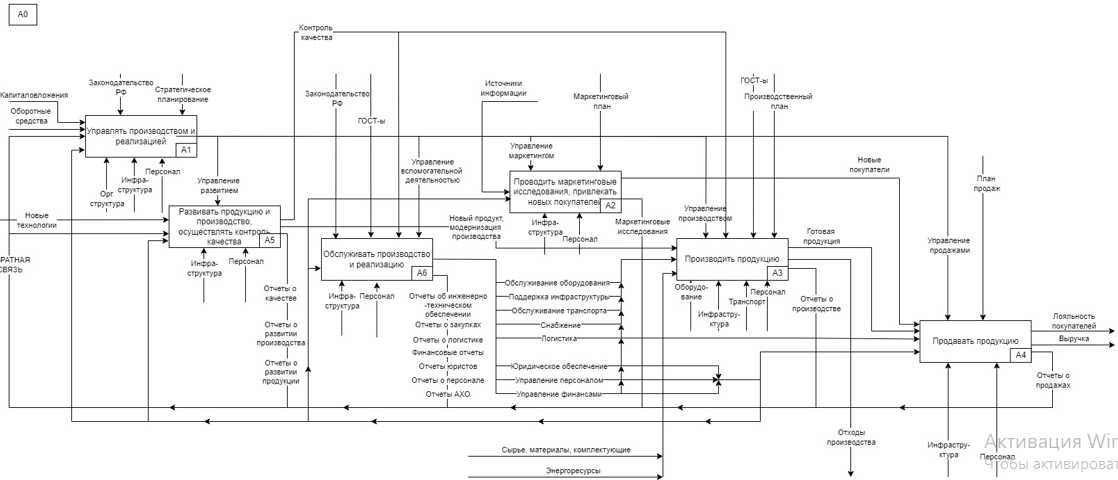 A0
Контроль
качества
Законодательство
РФ
Стратегическое
планирование
Капиталовложения
Оборотные
средства
Управлять производством и
реализацией
A1
Законодательство
РФ
ГОСТ-ы
Источники
информации
Маркетинговый
план
ГОСТ-ы
Производственный
план
Орг.
структура
Инфра-
структура
Персонал
Управление
развитием
Управление
вспомогательной
деятельностью
Управление
маркетингом
Проводить маркетинговые
исследования, привлекать
новых покупателей
A2
Новые
покупатели
План
продаж
Новые
технологии
Развивать продукцию и
производство,
осуществлять контроль
качества
A5
Новый продукт,
модернизация
производства
Инфра-
структура
Персонал
Маркетинговые
исследования
Управление
производством
Готовая
продукция
Управление
продажами
РАТНАЯ
СВЯЗЬ
Инфра-
структура
Персонал
Обслуживать производство
и реализацию
A6
Производить продукцию
A3
Инфра-
структура
Персонал
Оборудо-
вание
Инфрастру-
ктура
Транспорт
Персонал
Отчеты о
производстве
Отчеты о
качестве
Отчеты о
развитии
производства
Отчеты о
развитии
продукции
Отчеты об инженерно
-техническом
обеспечении
Отчеты о закупках
Отчеты о логистике
Финансовые отчеты
Отчеты юристов
Отчеты о персонале
Отчеты АХО
Обслуживание оборудования
Поддержка инфраструктуры
Обслуживание транспорта
Снабжение
Логистика
Юридическое обеспечение
Управление персоналом
Управление финансами
Продавать продукцию
A4
Лояльность
покупателей
Выручка
Отчеты о
продажах
Сырье, материалы, комплектующие
Энергоресурсы
Отходы
производства
Инфрастру-
ктура
Персонал
Активация Win
Чтобы активировать